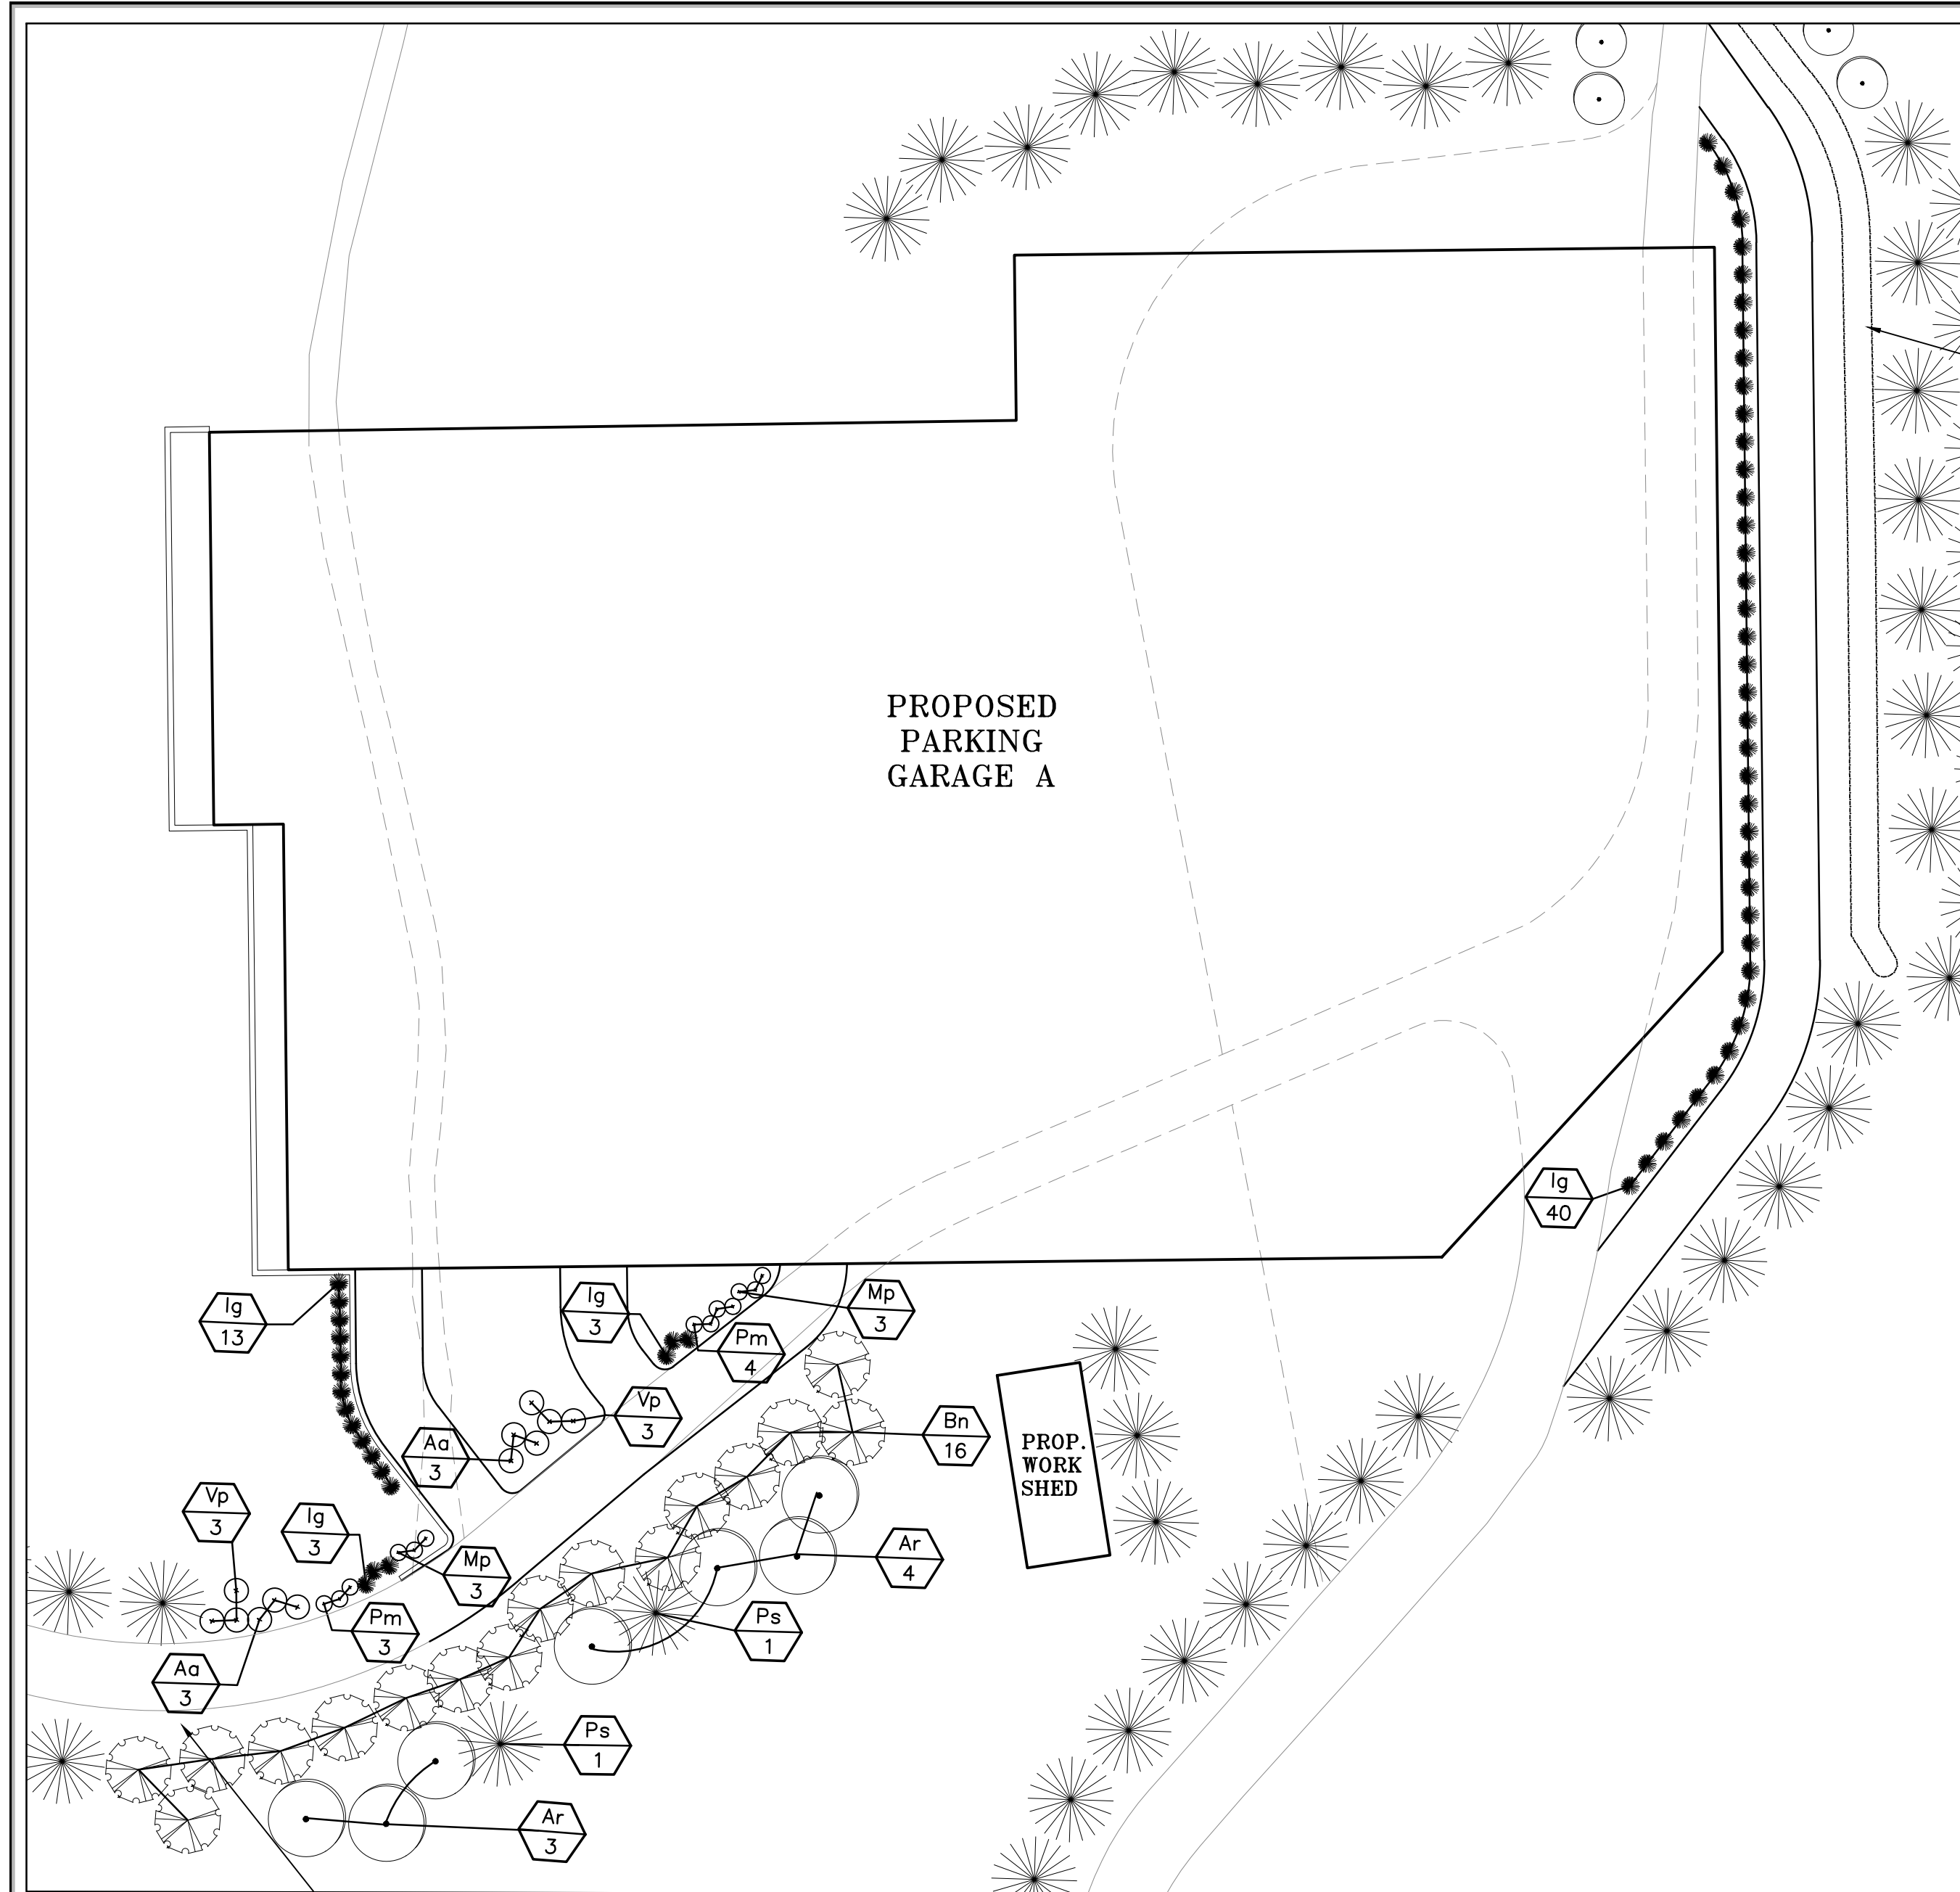 PROPOSED
PARKING
GARAGE A
Ig
40
Ig
13
Ig
3
Mp
3
Pm
4
Vp
3
Aa
3
Bn
16
PROP.
WORK
SHED
Vp
3
Ig
3
Mp
3
Ar
4
Pm
3
Ps
1
Aa
3
Ps
1
Ar
3